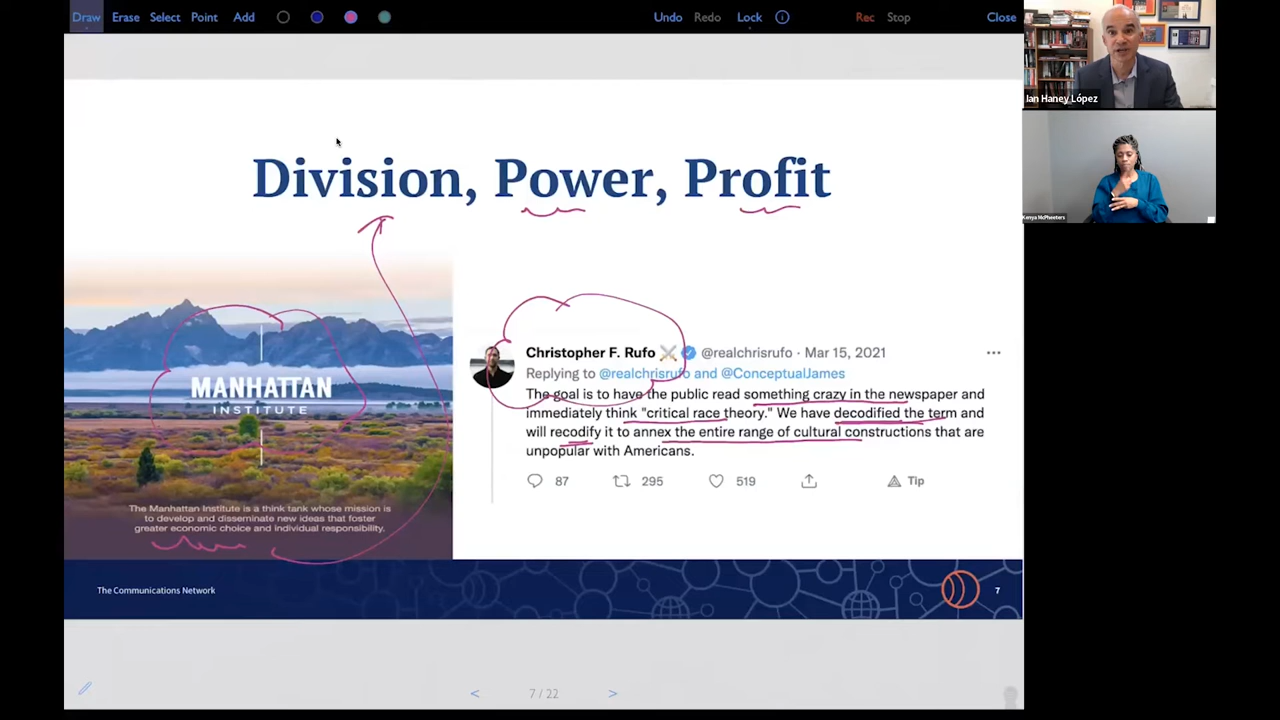 Draw Erase Select Point Add Undo Redo Lock Rec Stop Close
Ian Haney López
Kenya McPheeters
Division, Power, Profit
MANHATTAN
INSTITUTE
The Manhattan Institute is a think tank whose mission is
to develop and disseminate new ideas that foster
greater economic choice and individual responsibility.
Christopher F. Rufo @realchrisrufo · Mar 15, 2021
Replying to @realchrisrufo and @ConceptualJames
The goal is to have the public read something crazy in the newspaper and
immediately think "critical race theory." We have decodified the term and
will recodify it to annex the entire range of cultural constructions that are
unpopular with Americans.
87 295 519 Tip
The Communications Network
7
< 7 / 22 >